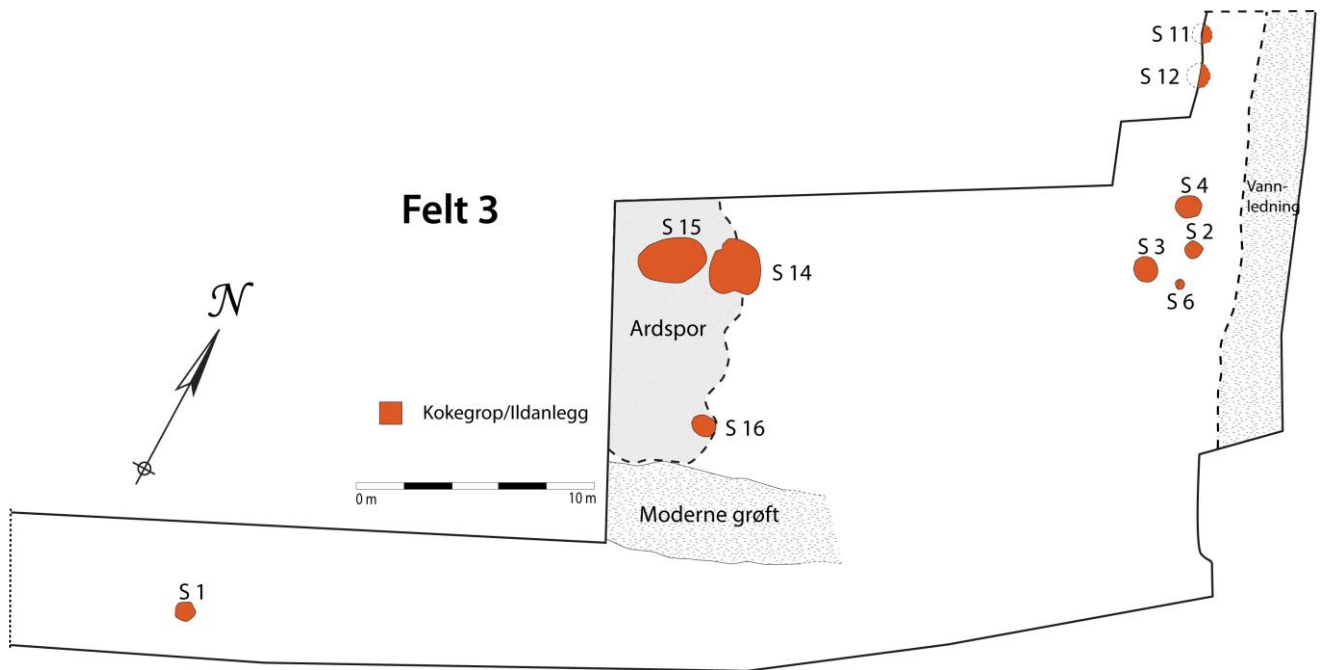 S 11
S 12
Felt 3
S 4
Vann-
ledning
S 15
S 2
S 3
S 14
S 6
N
Ardspor
Kokegrop/Ildanlegg
S 16
0 m
10 m
Moderne grøft
S 1